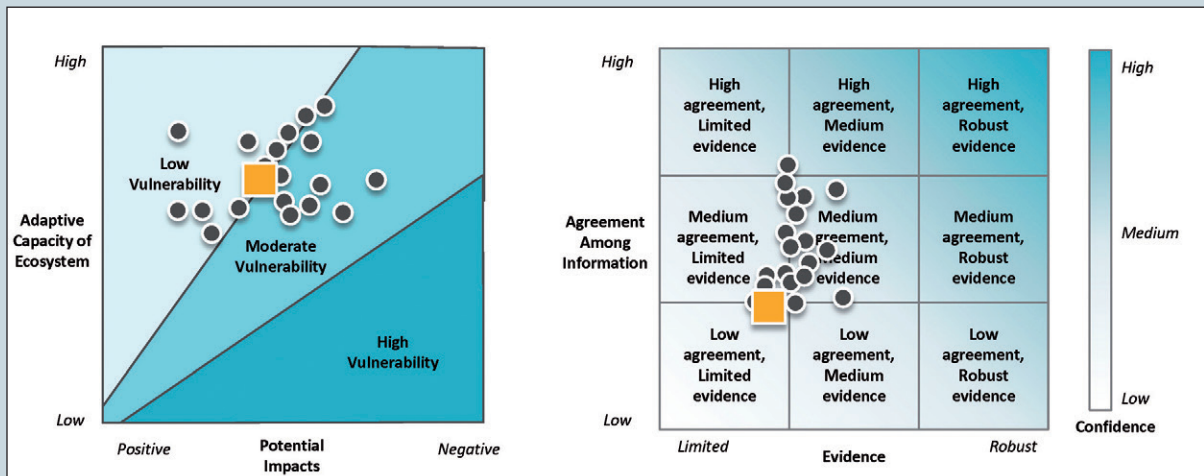 High
Low
Vulnerability
Adaptive
Capacity of
Ecosystem
Moderate
Vulnerability
High
Vulnerability
Low
Positive
Potential
Impacts
Negative
High
High
agreement,
Limited
evidence
High
agreement,
Medium
evidence
High
agreement,
Robust
evidence
Agreement
Among
Information
Medium
agreement,
Limited
evidence
Medium
agreement,
Medium
evidence
Medium
agreement,
Robust
evidence
Low
agreement,
Limited
evidence
Low
agreement,
Medium
evidence
Low
agreement,
Robust
evidence
Low
Limited
Evidence
Robust
High
Medium
Low
Confidence